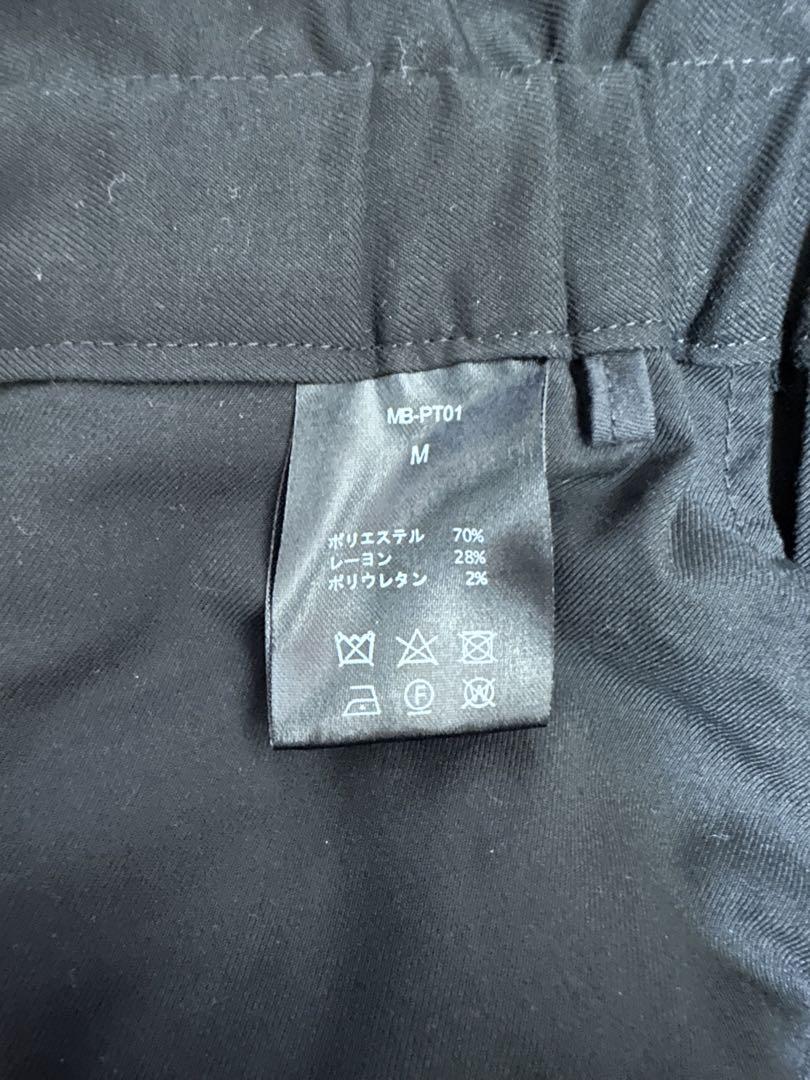 MB-PT01
M
ポリエステル 70%
レーヨン 28%
ポリウレタン 2%
F W